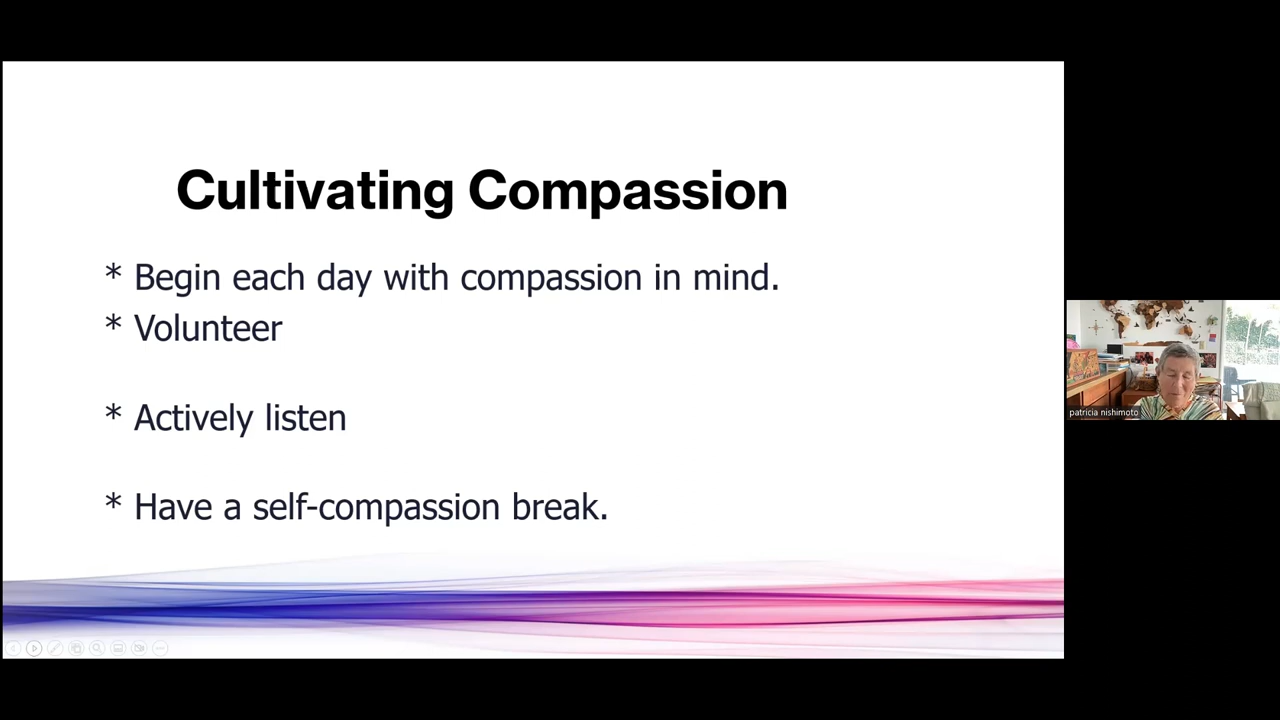 Cultivating Compassion
* Begin each day with compassion in mind.
* Volunteer
* Actively listen
* Have a self-compassion break.
patricia nishimoto